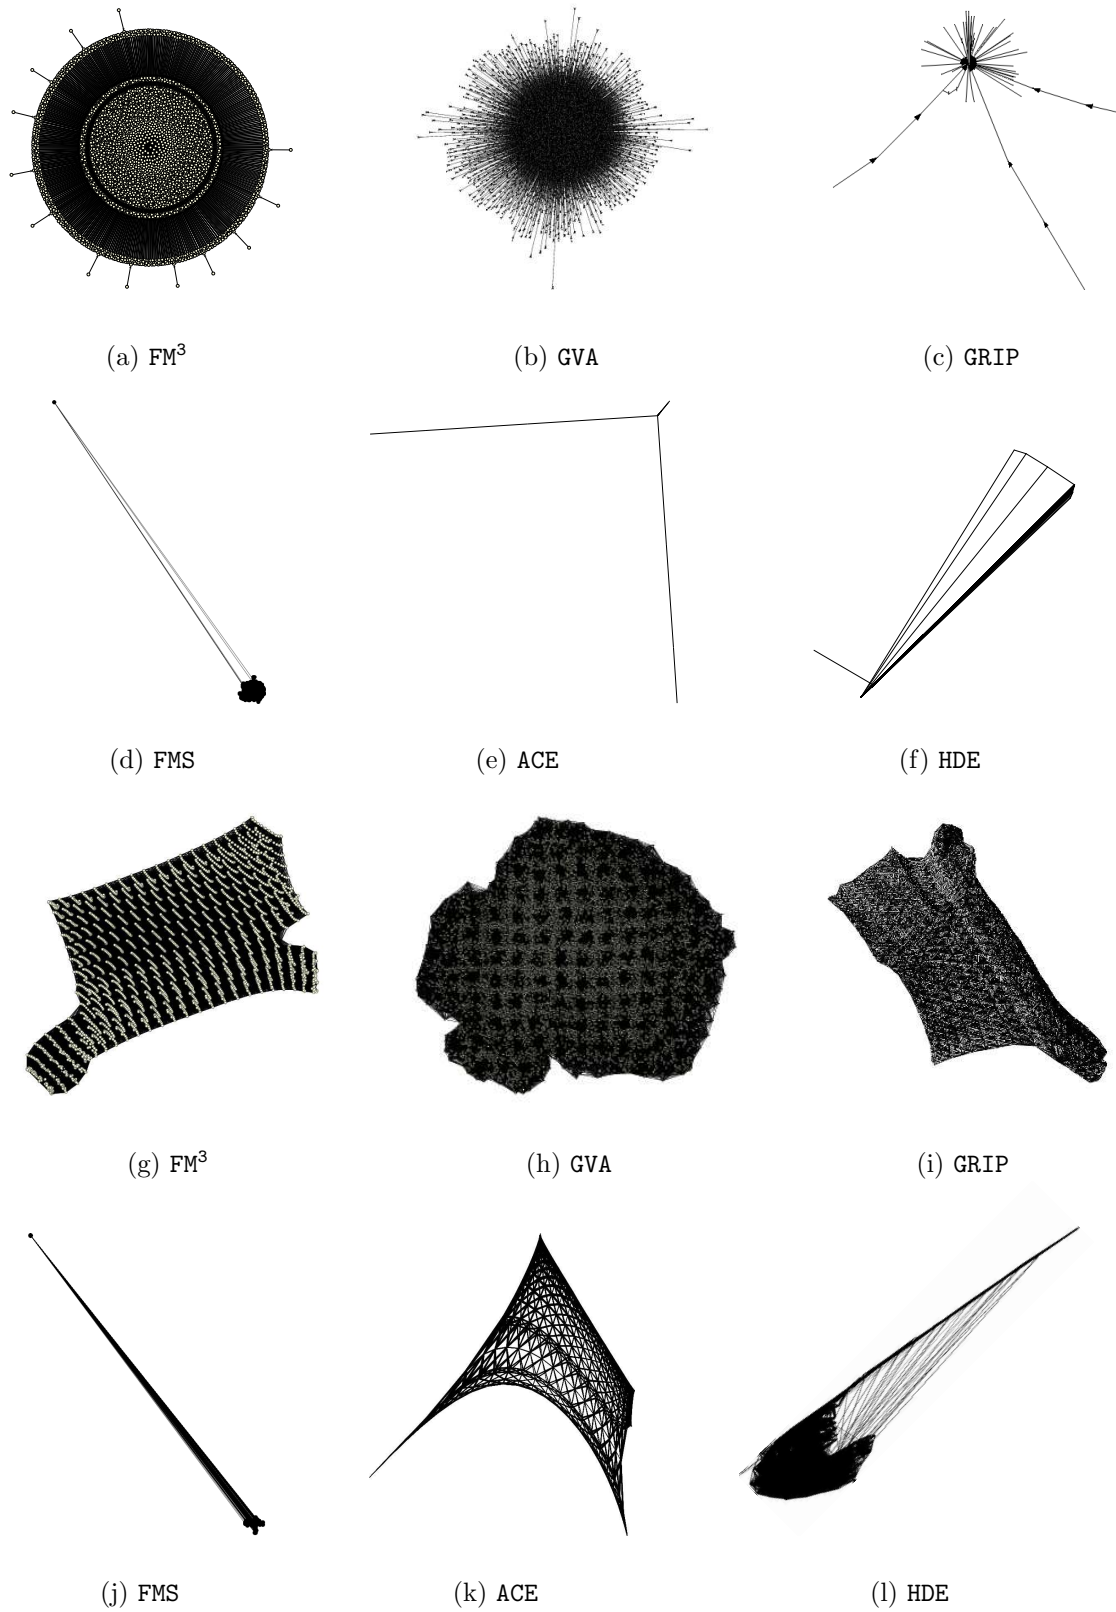 (a) FM³ (b) GVA (c) GRIP
(d) FMS (e) ACE (f) HDE
(g) FM³ (h) GVA (i) GRIP
(j) FMS (k) ACE (l) HDE